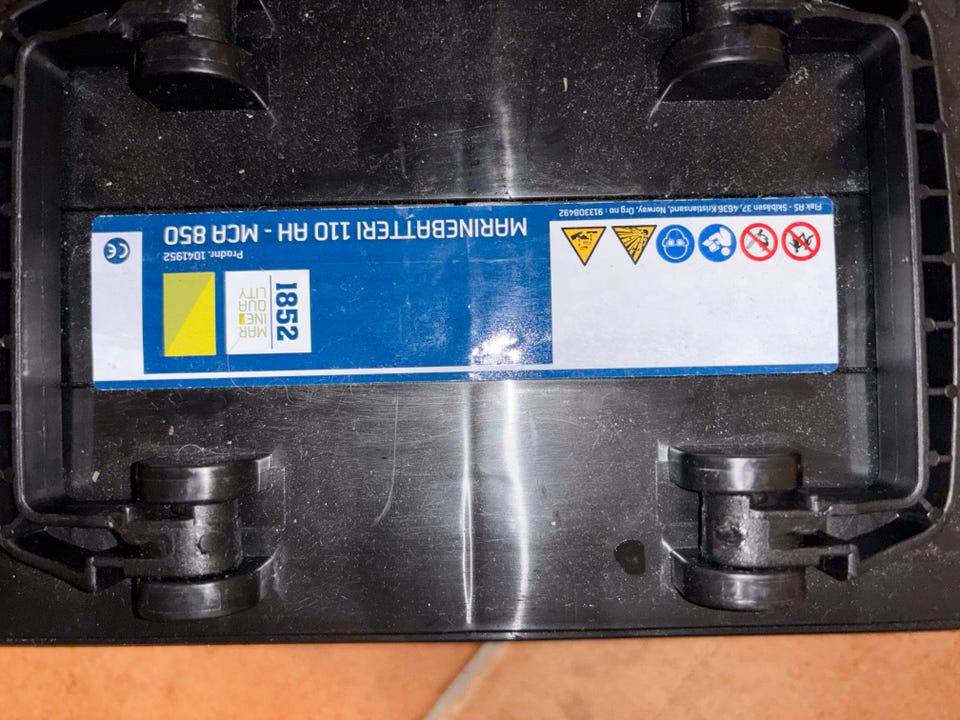 Flak AS - Skibåsen 37, 4636 Kristiansand, Norway, Org : no 913308492
MARINEBATTERI 110 AH - MCA 850
Prodnr. 1041952
1852
MAR
INE
QUA
LITY
CE